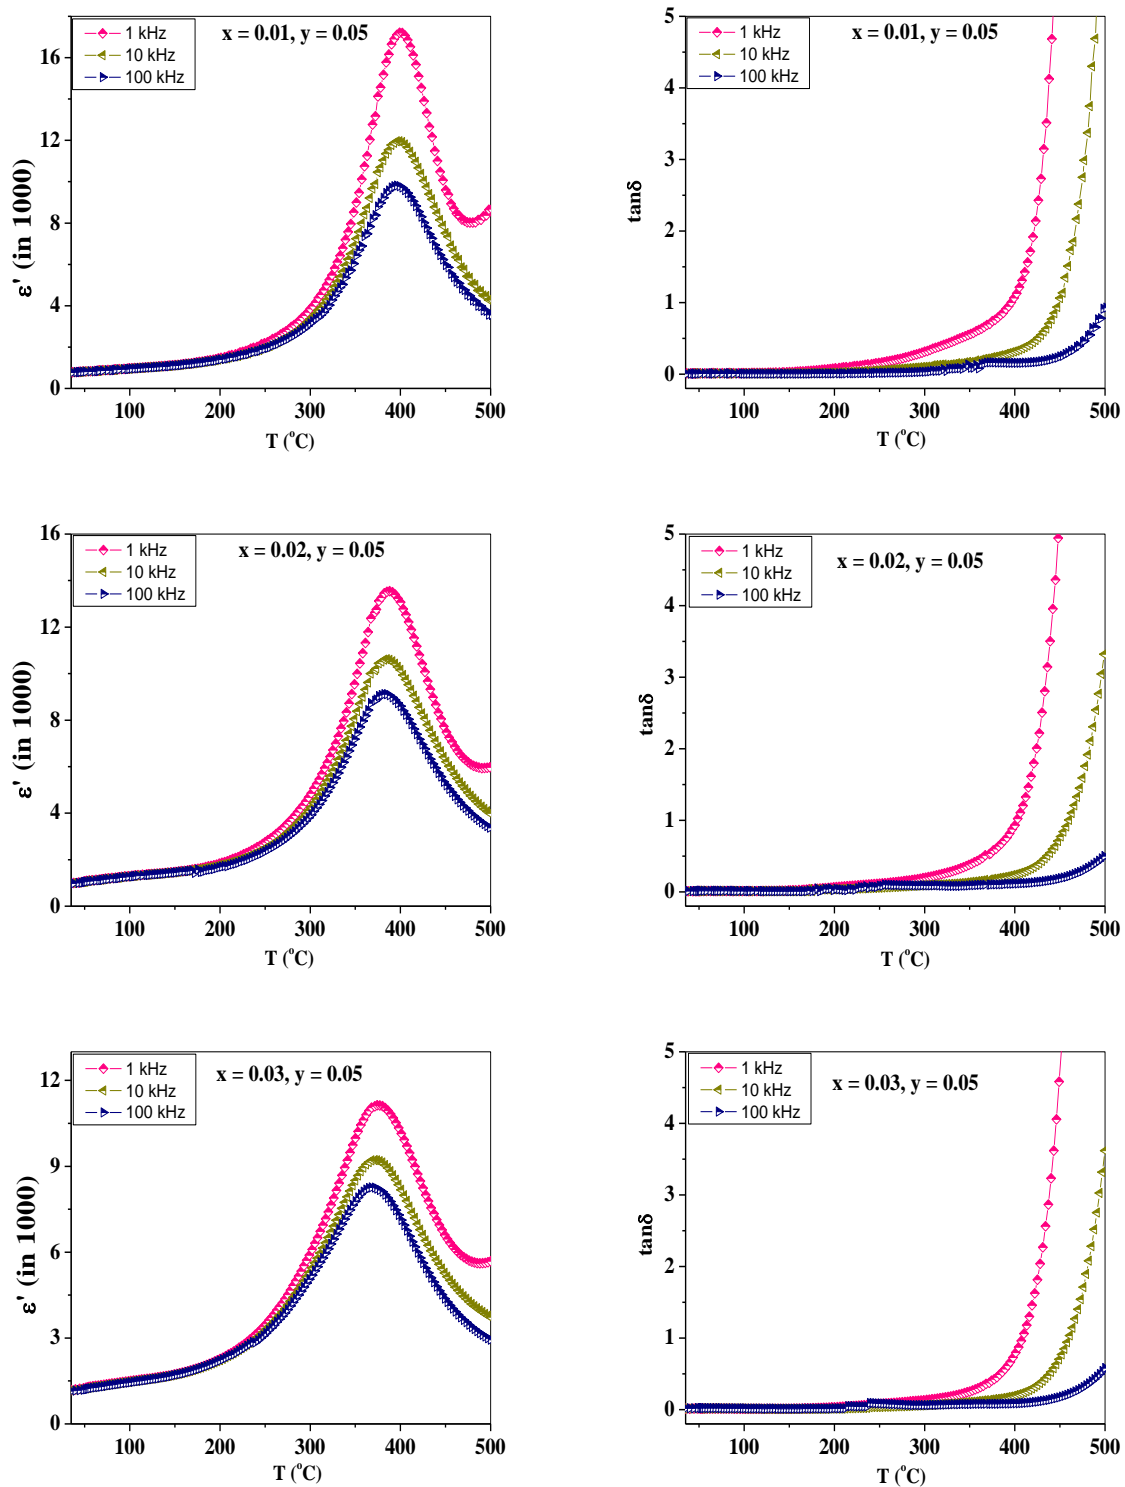 1 kHz
10 kHz
100 kHz
x = 0.01, y = 0.05
ε' (in 1000)
16
12
8
4
0
100 200 300 400 500
T (°C)
1 kHz
10 kHz
100 kHz
x = 0.01, y = 0.05
tanδ
5
4
3
2
1
0
100 200 300 400 500
T (°C)
1 kHz
10 kHz
100 kHz
x = 0.02, y = 0.05
ε' (in 1000)
16
12
8
4
0
100 200 300 400 500
T (°C)
1 kHz
10 kHz
100 kHz
x = 0.02, y = 0.05
tanδ
5
4
3
2
1
0
100 200 300 400 500
T (°C)
1 kHz
10 kHz
100 kHz
x = 0.03, y = 0.05
ε' (in 1000)
12
9
6
3
0
100 200 300 400 500
T (°C)
1 kHz
10 kHz
100 kHz
x = 0.03, y = 0.05
tanδ
5
4
3
2
1
0
100 200 300 400 500
T (°C)